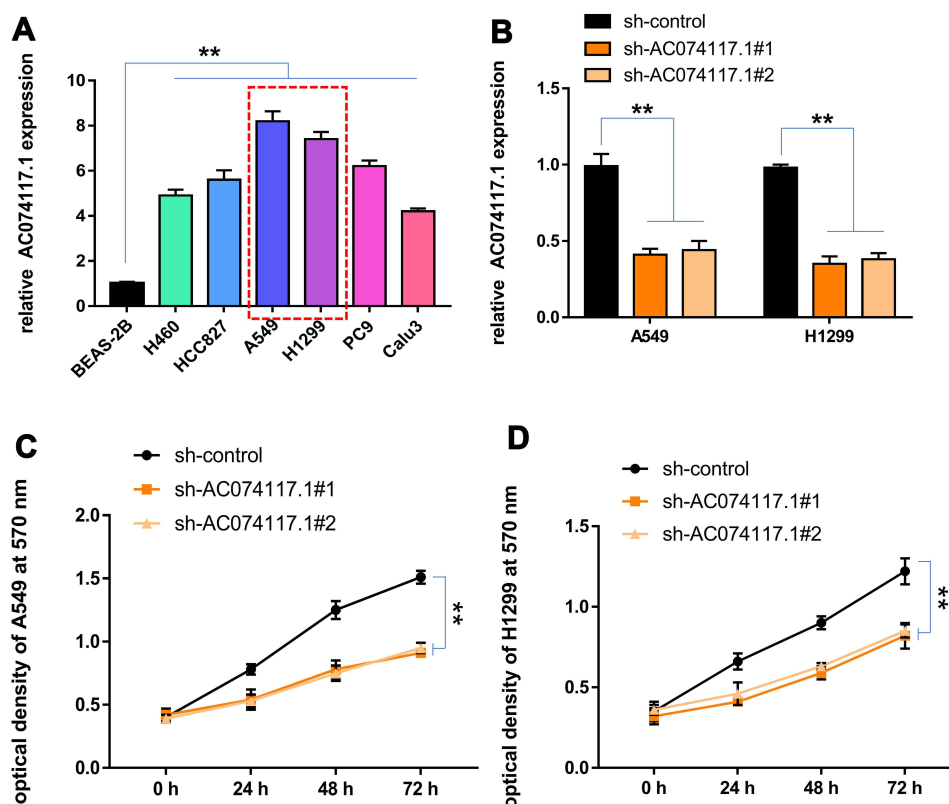 A
**
relative AC074117.1 expression
10
8
6
4
2
0
BEAS-2B
H460
HCC827
A549
H1299
PC9
Calu3
B
sh-control
sh-AC074117.1#1
sh-AC074117.1#2
relative AC074117.1 expression
1.5
1.0
0.5
0.0
**
**
A549
H1299
C
sh-control
sh-AC074117.1#1
sh-AC074117.1#2
optical density of A549 at 570 nm
2.0
1.5
1.0
0.5
0.0
**
0 h
24 h
48 h
72 h
D
sh-control
sh-AC074117.1#1
sh-AC074117.1#2
optical density of H1299 at 570 nm
1.5
1.0
0.5
0.0
**
0 h
24 h
48 h
72 h